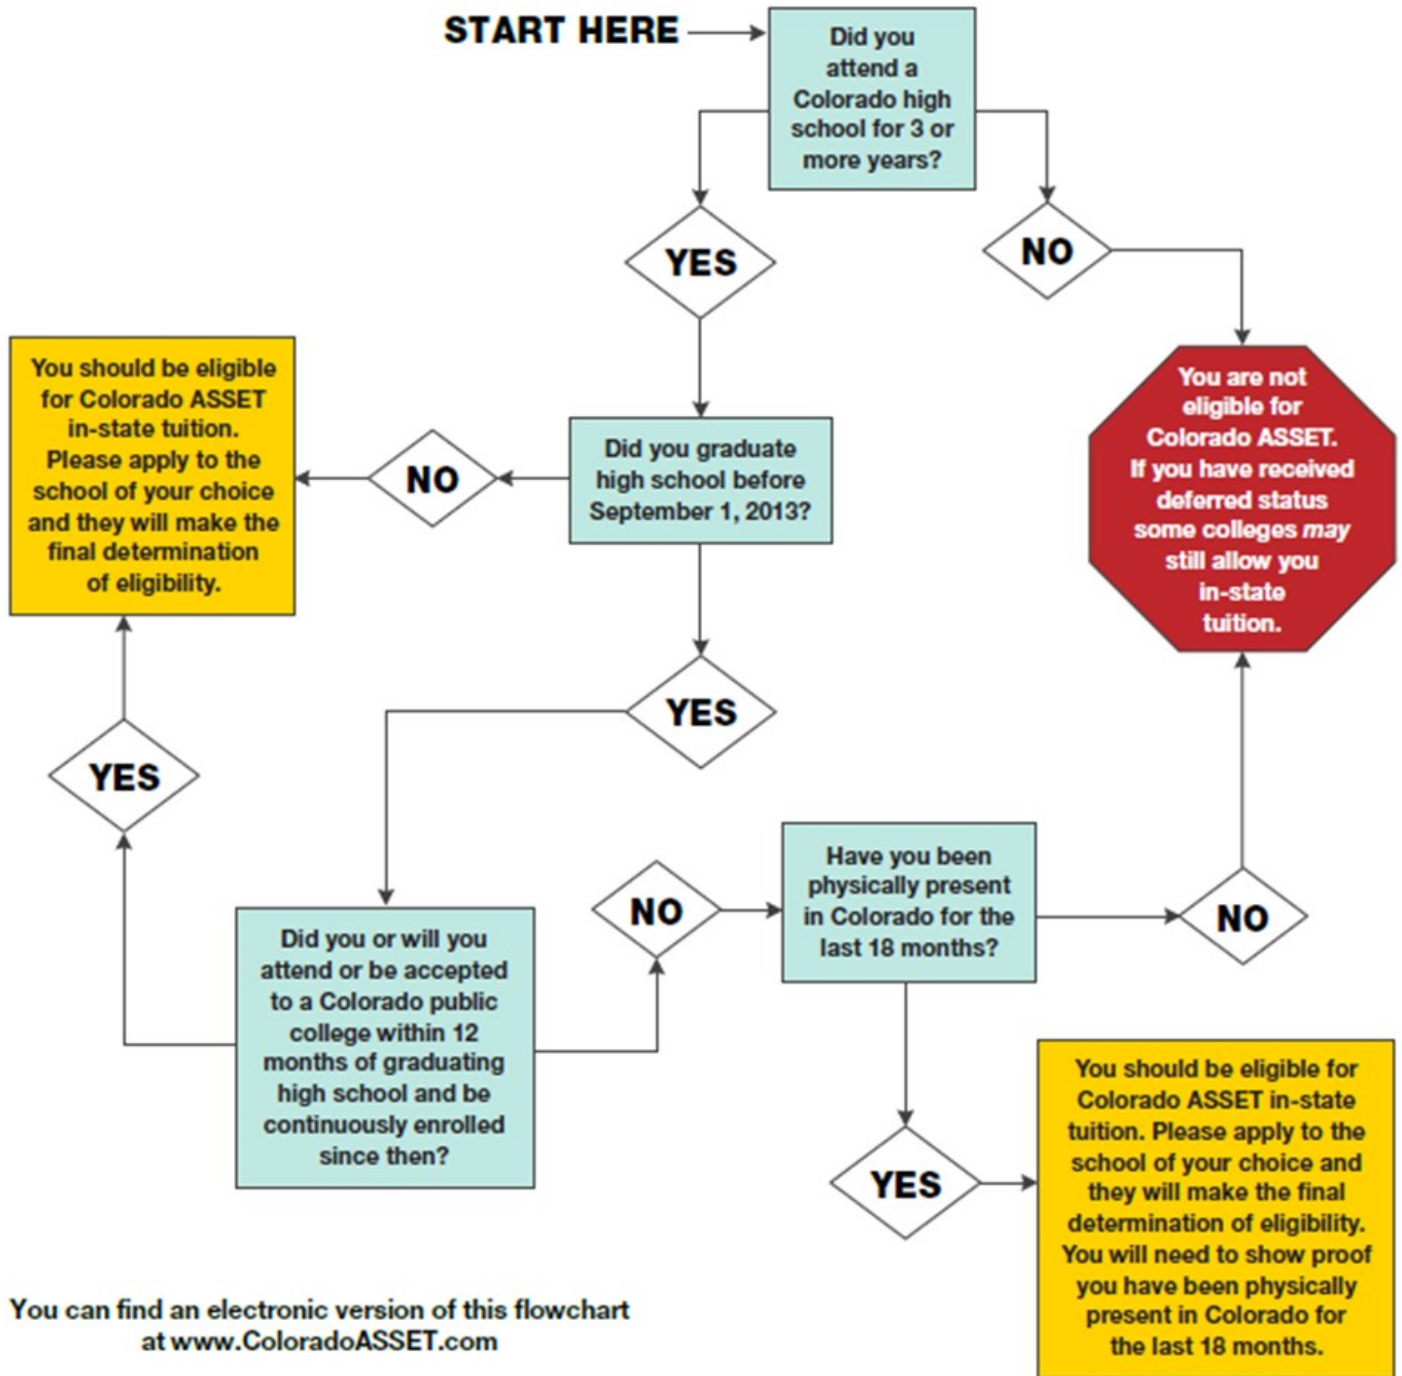 START HERE
Did you
attend a
Colorado high
school for 3 or
more years?
YES
NO
You should be eligible
for Colorado ASSET
in-state tuition.
Please apply to the
school of your choice
and they will make the
final determination
of eligibility.
NO
Did you graduate
high school before
September 1, 2013?
You are not
eligible for
Colorado ASSET.
If you have received
deferred status
some colleges may
still allow you
in-state
tuition.
YES
YES
Did you or will you
attend or be accepted
to a Colorado public
college within 12
months of graduating
high school and be
continuously enrolled
since then?
NO
Have you been
physically present
in Colorado for the
last 18 months?
NO
YES
You should be eligible for
Colorado ASSET in-state
tuition. Please apply to the
school of your choice and
they will make the final
determination of eligibility.
You will need to show proof
you have been physically
present in Colorado for
the last 18 months.
You can find an electronic version of this flowchart
at www.ColoradoASSET.com